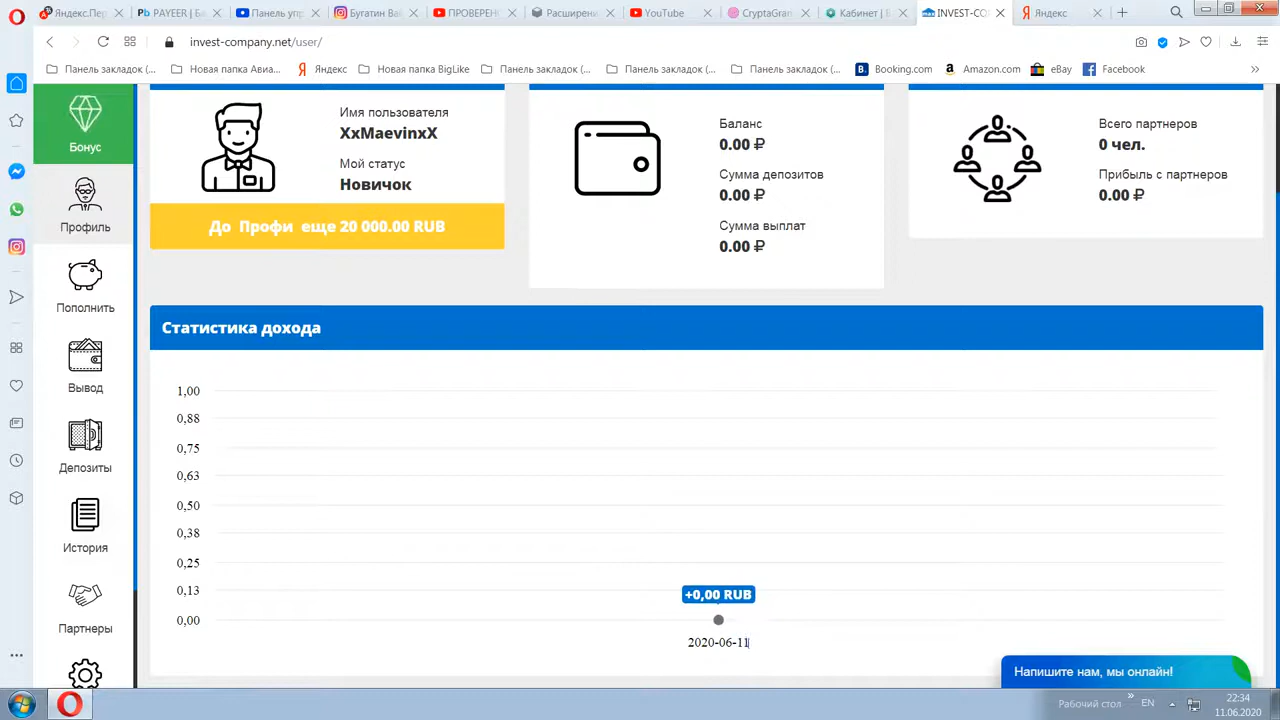 Яндекс.Пер
PAYEER | Б
Панель упр
Бугатин Ва
ПРОВЕРЕНО
Расширени
YouTube
CryptaGran
Кабинет | В
INVEST-CO
Яндекс
invest-company.net/user/
Панель закладок (...
Новая папка Авиа...
Яндекс
Новая папка BigLike
Панель закладок (...
Панель закладок (...
Панель закладок (...
B. Booking.com
Amazon.com
eBay
Facebook
Бонус
Профиль
Пополнить
Вывод
Депозиты
История
Партнеры
Имя пользователя
XxMaevinxX
Мой статус
Новичок
До Профи еще 20 000.00 RUB
Баланс
0.00 ₽
Сумма депозитов
0.00 ₽
Сумма выплат
0.00 ₽
Всего партнеров
0 чел.
Прибыль с партнеров
0.00 ₽
Статистика дохода
1,00
0,88
0,75
0,63
0,50
0,38
0,25
0,13
0,00
+0,00 RUB
2020-06-11
Напишите нам, мы онлайн!
Рабочий стол
EN
22:34
11.06.2020